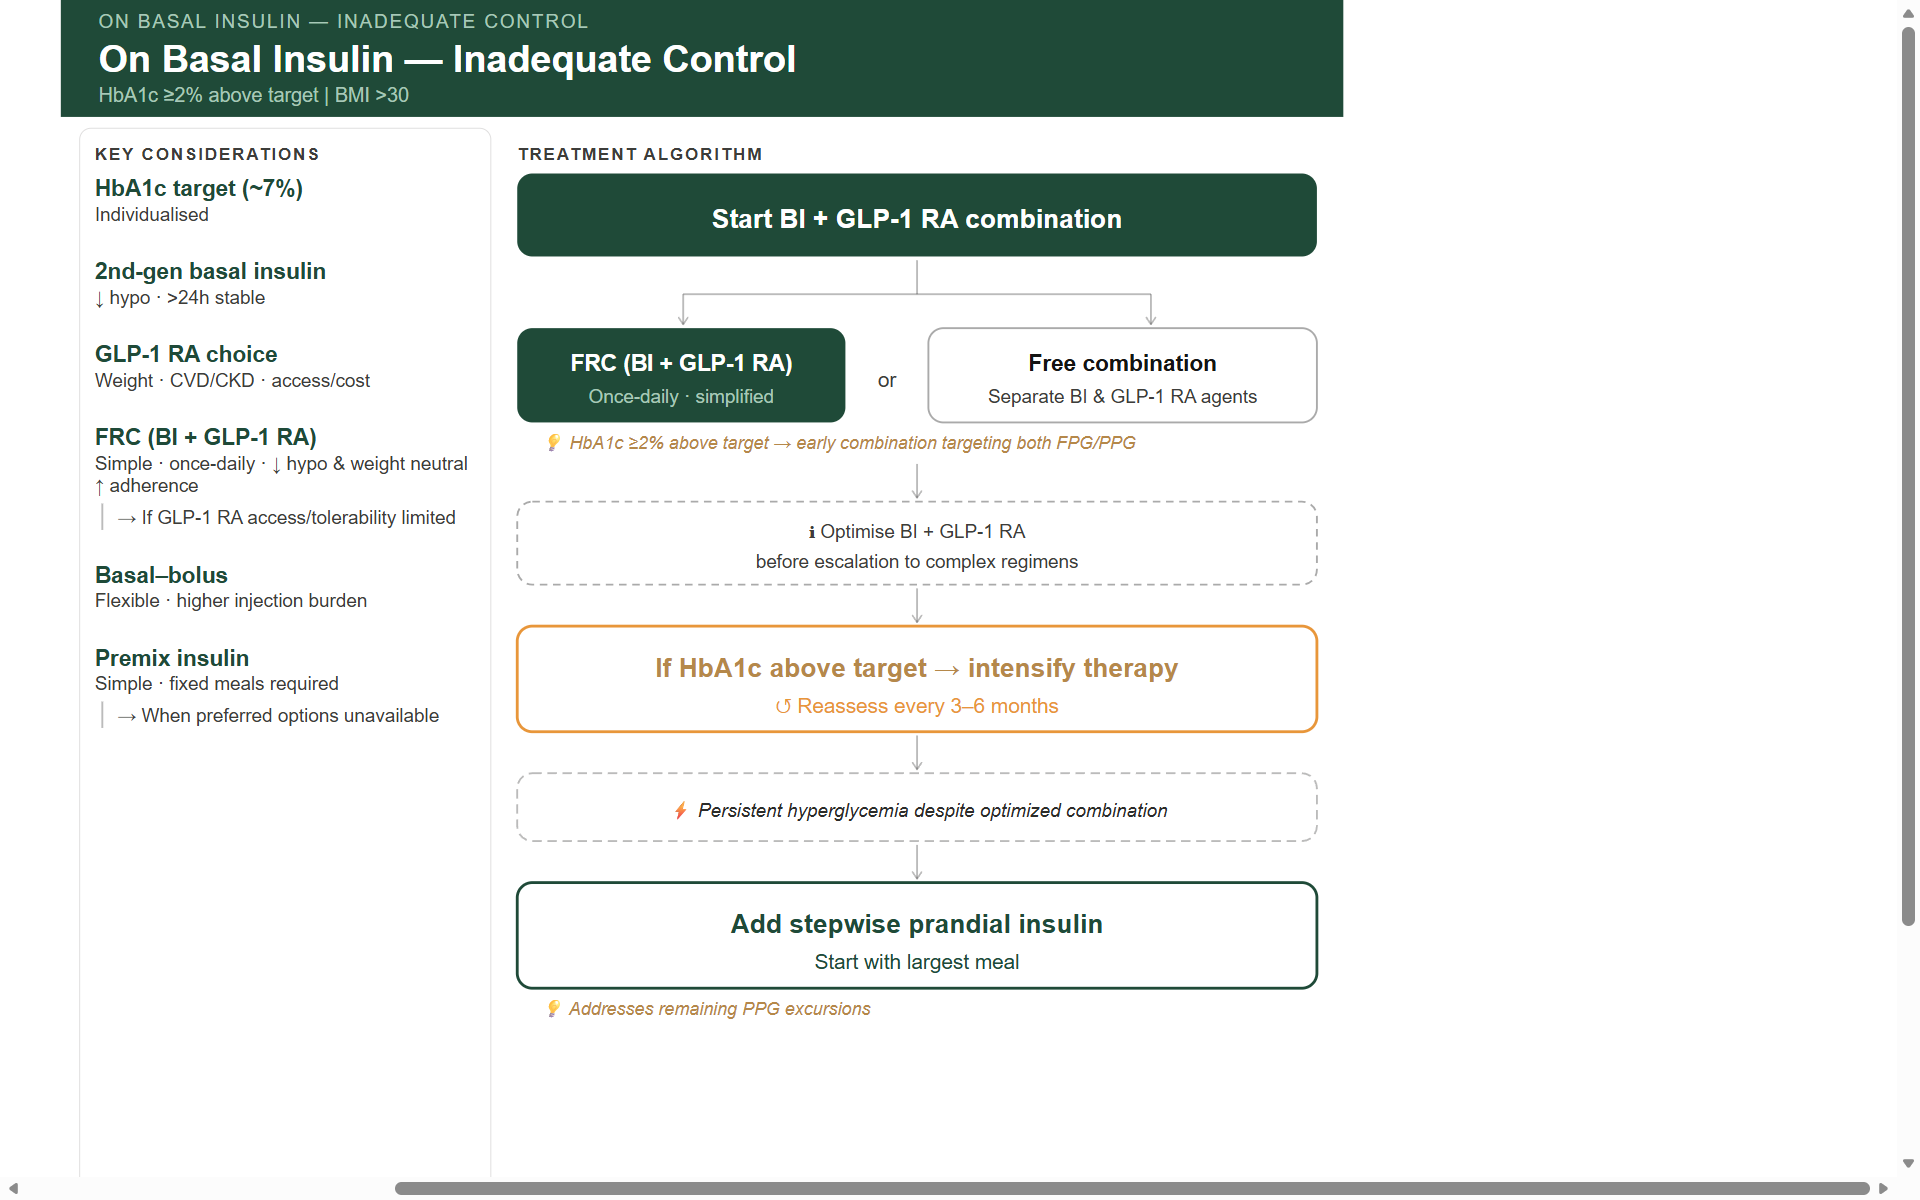 ON BASAL INSULIN — INADEQUATE CONTROL
On Basal Insulin — Inadequate Control
HbA1c ≥2% above target | BMI >30
KEY CONSIDERATIONS
HbA1c target (~7%)
Individualised
2nd-gen basal insulin
↓ hypo · >24h stable
GLP-1 RA choice
Weight · CVD/CKD · access/cost
FRC (BI + GLP-1 RA)
Simple · once-daily · ↓ hypo & weight neutral
↑ adherence
→ If GLP-1 RA access/tolerability limited
Basal–bolus
Flexible · higher injection burden
Premix insulin
Simple · fixed meals required
→ When preferred options unavailable
TREATMENT ALGORITHM
Start BI + GLP-1 RA combination
FRC (BI + GLP-1 RA)
Once-daily · simplified
or
Free combination
Separate BI & GLP-1 RA agents
💡 HbA1c ≥2% above target → early combination targeting both FPG/PPG
ℹ Optimise BI + GLP-1 RA
before escalation to complex regimens
If HbA1c above target → intensify therapy
↺ Reassess every 3–6 months
⚡ Persistent hyperglycemia despite optimized combination
Add stepwise prandial insulin
Start with largest meal
💡 Addresses remaining PPG excursions